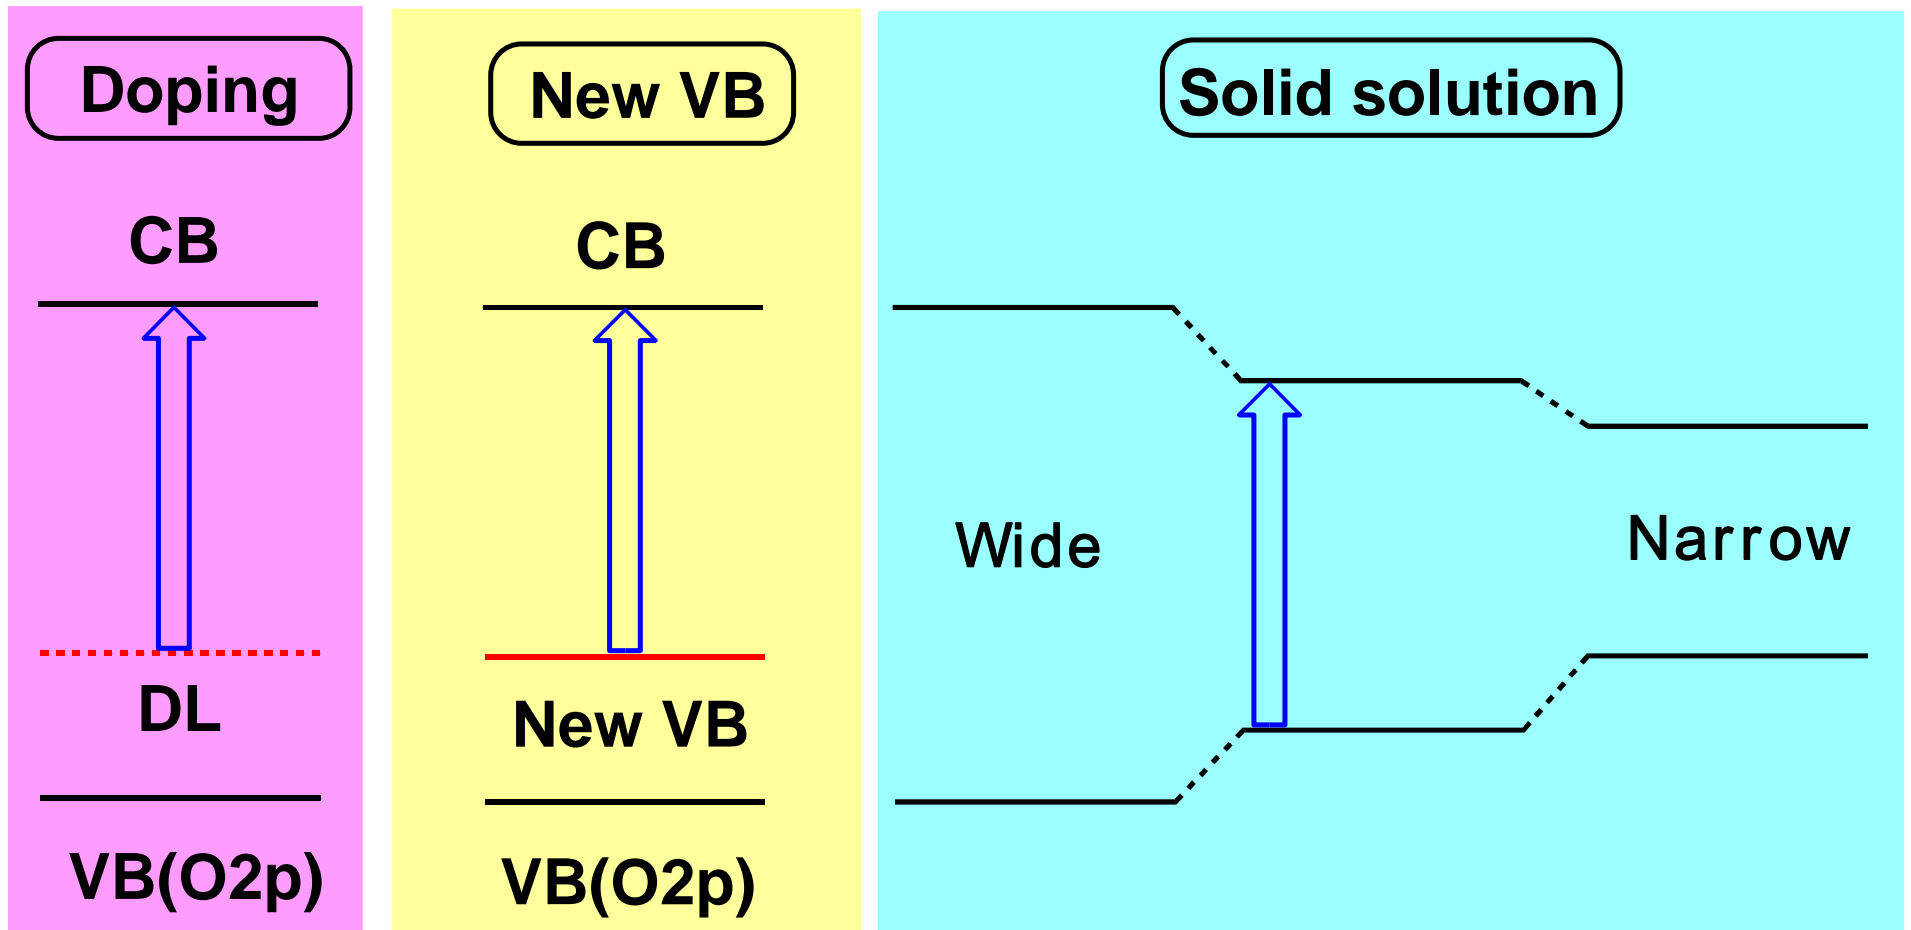 Doping
CB
DL
VB(O2p)
New VB
CB
New VB
VB(O2p)
Solid solution
Wide
Narrow